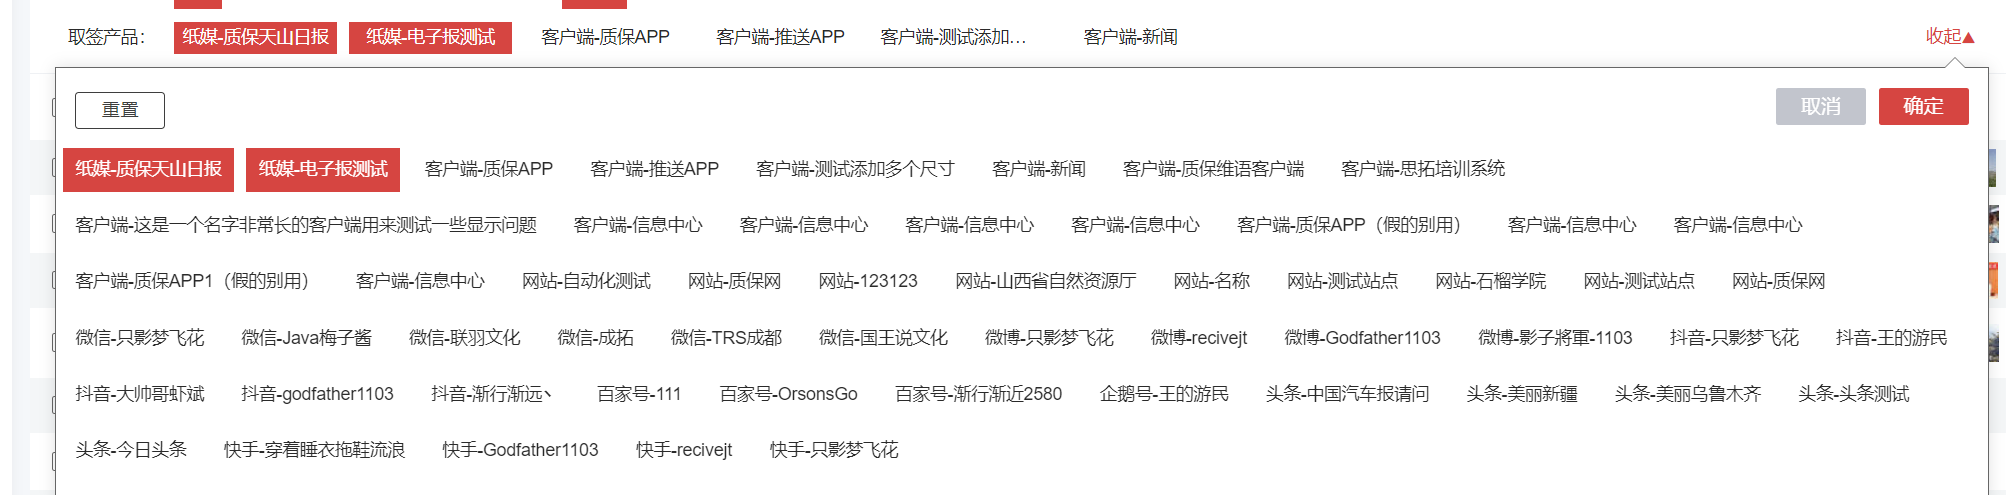 取签产品： 纸媒-质保天山日报 纸媒-电子报测试 客户端-质保APP 客户端-推送APP 客户端-测试添加... 客户端-新闻 收起▲
重置 取消 确定
纸媒-质保天山日报 纸媒-电子报测试 客户端-质保APP 客户端-推送APP 客户端-测试添加多个尺寸 客户端-新闻 客户端-质保维语客户端 客户端-思拓培训系统
客户端-这是一个名字非常长的客户端用来测试一些显示问题 客户端-信息中心 客户端-信息中心 客户端-信息中心 客户端-信息中心 客户端-质保APP（假的别用） 客户端-信息中心 客户端-信息中心
客户端-质保APP1（假的别用） 客户端-信息中心 网站-自动化测试 网站-质保网 网站-123123 网站-山西省自然资源厅 网站-名称 网站-测试站点 网站-石榴学院 网站-测试站点 网站-质保网
微信-只影梦飞花 微信-Java梅子酱 微信-联羽文化 微信-成拓 微信-TRS成都 微信-国王说文化 微博-只影梦飞花 微博-recivejt 微博-Godfather1103 微博-影子將軍-1103 抖音-只影梦飞花 抖音-王的游民
抖音-大帅哥虾斌 抖音-godfather1103 抖音-渐行渐远丶 百家号-111 百家号-OrsonsGo 百家号-渐行渐近2580 企鹅号-王的游民 头条-中国汽车报请问 头条-美丽新疆 头条-美丽乌鲁木齐 头条-头条测试
头条-今日头条 快手-穿着睡衣拖鞋流浪 快手-Godfather1103 快手-recivejt 快手-只影梦飞花